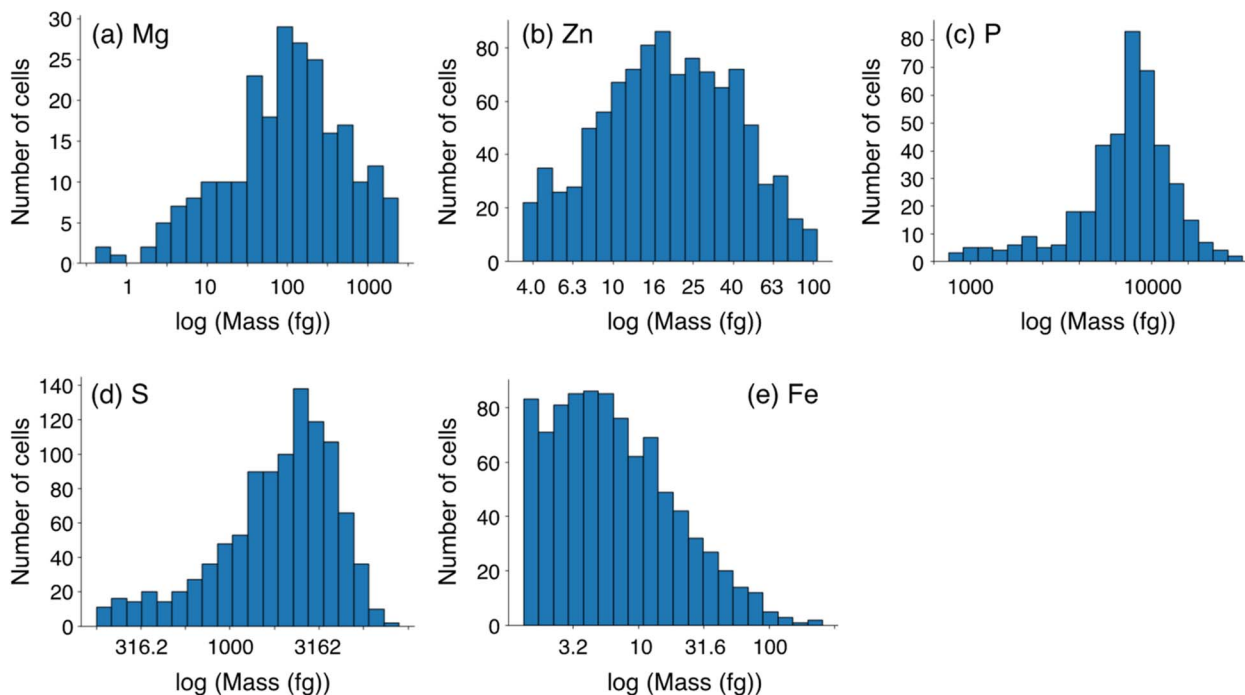 (a) Mg
Number of cells
30
25
20
15
10
5
0
1 10 100 1000
log (Mass (fg))
(b) Zn
Number of cells
80
60
40
20
0
4.0 6.3 10 16 25 40 63 100
log (Mass (fg))
(c) P
Number of cells
80
70
60
50
40
30
20
10
0
1000 10000
log (Mass (fg))
(d) S
Number of cells
140
120
100
80
60
40
20
0
316.2 1000 3162
log (Mass (fg))
(e) Fe
Number of cells
80
60
40
20
0
3.2 10 31.6 100
log (Mass (fg))